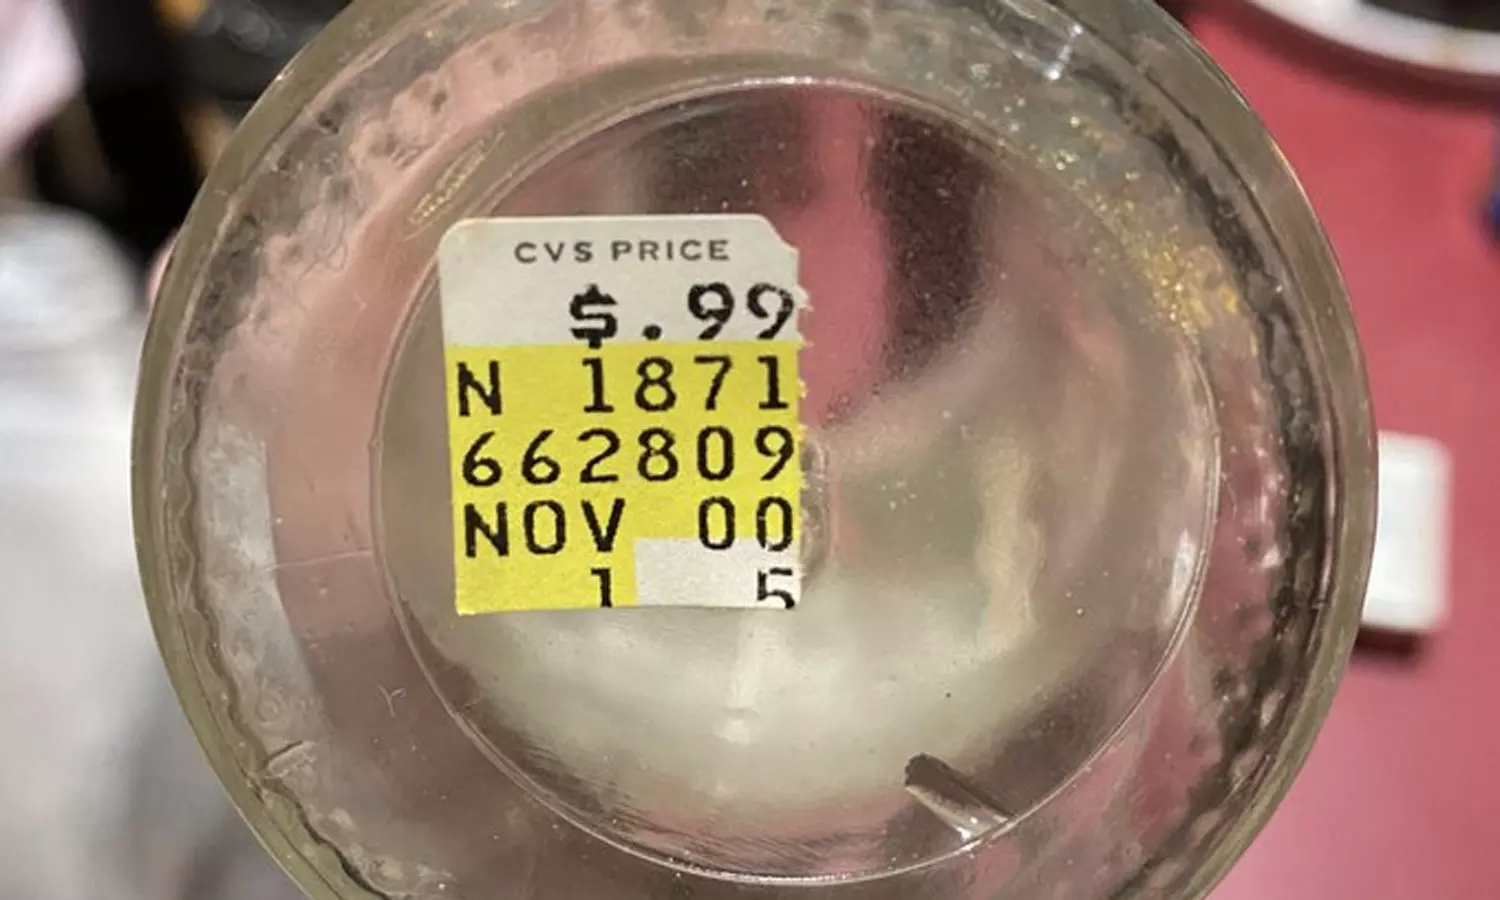 CVS PRICE
$.99
N 1871
662809
NOV 00
1 5